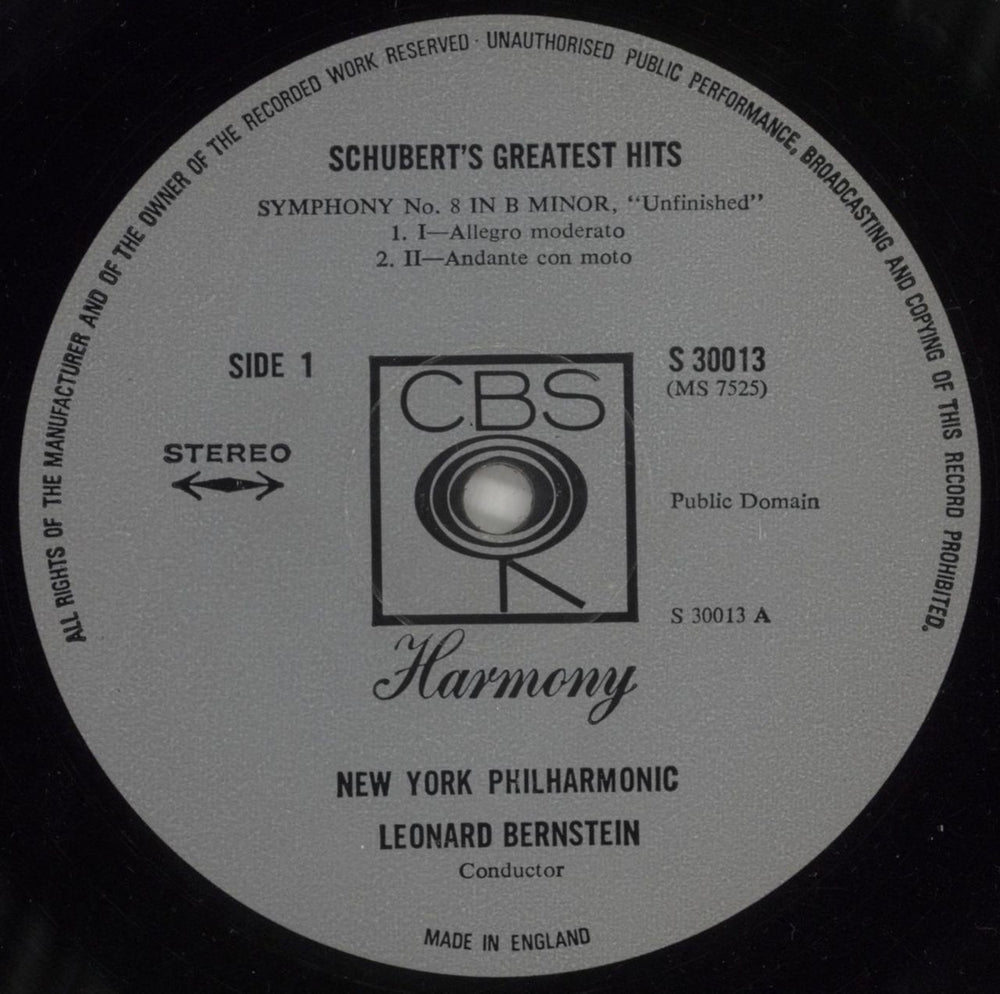 ALL RIGHTS OF THE MANUFACTURER AND OF THE OWNER OF THE RECORDED WORK RESERVED · UNAUTHORISED PUBLIC PERFORMANCE, BROADCASTING AND COPYING OF THIS RECORD PROHIBITED.
SCHUBERT'S GREATEST HITS
SYMPHONY No. 8 IN B MINOR, "Unfinished"
1. I—Allegro moderato
2. II—Andante con moto
SIDE 1
S 30013
(MS 7525)
CBS
STEREO
Public Domain
S 30013 A
Harmony
NEW YORK PHILHARMONIC
LEONARD BERNSTEIN
Conductor
MADE IN ENGLAND